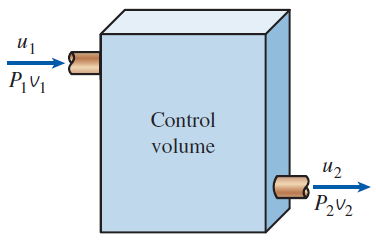 u₁
P₁v₁
Control
volume
u₂
P₂v₂